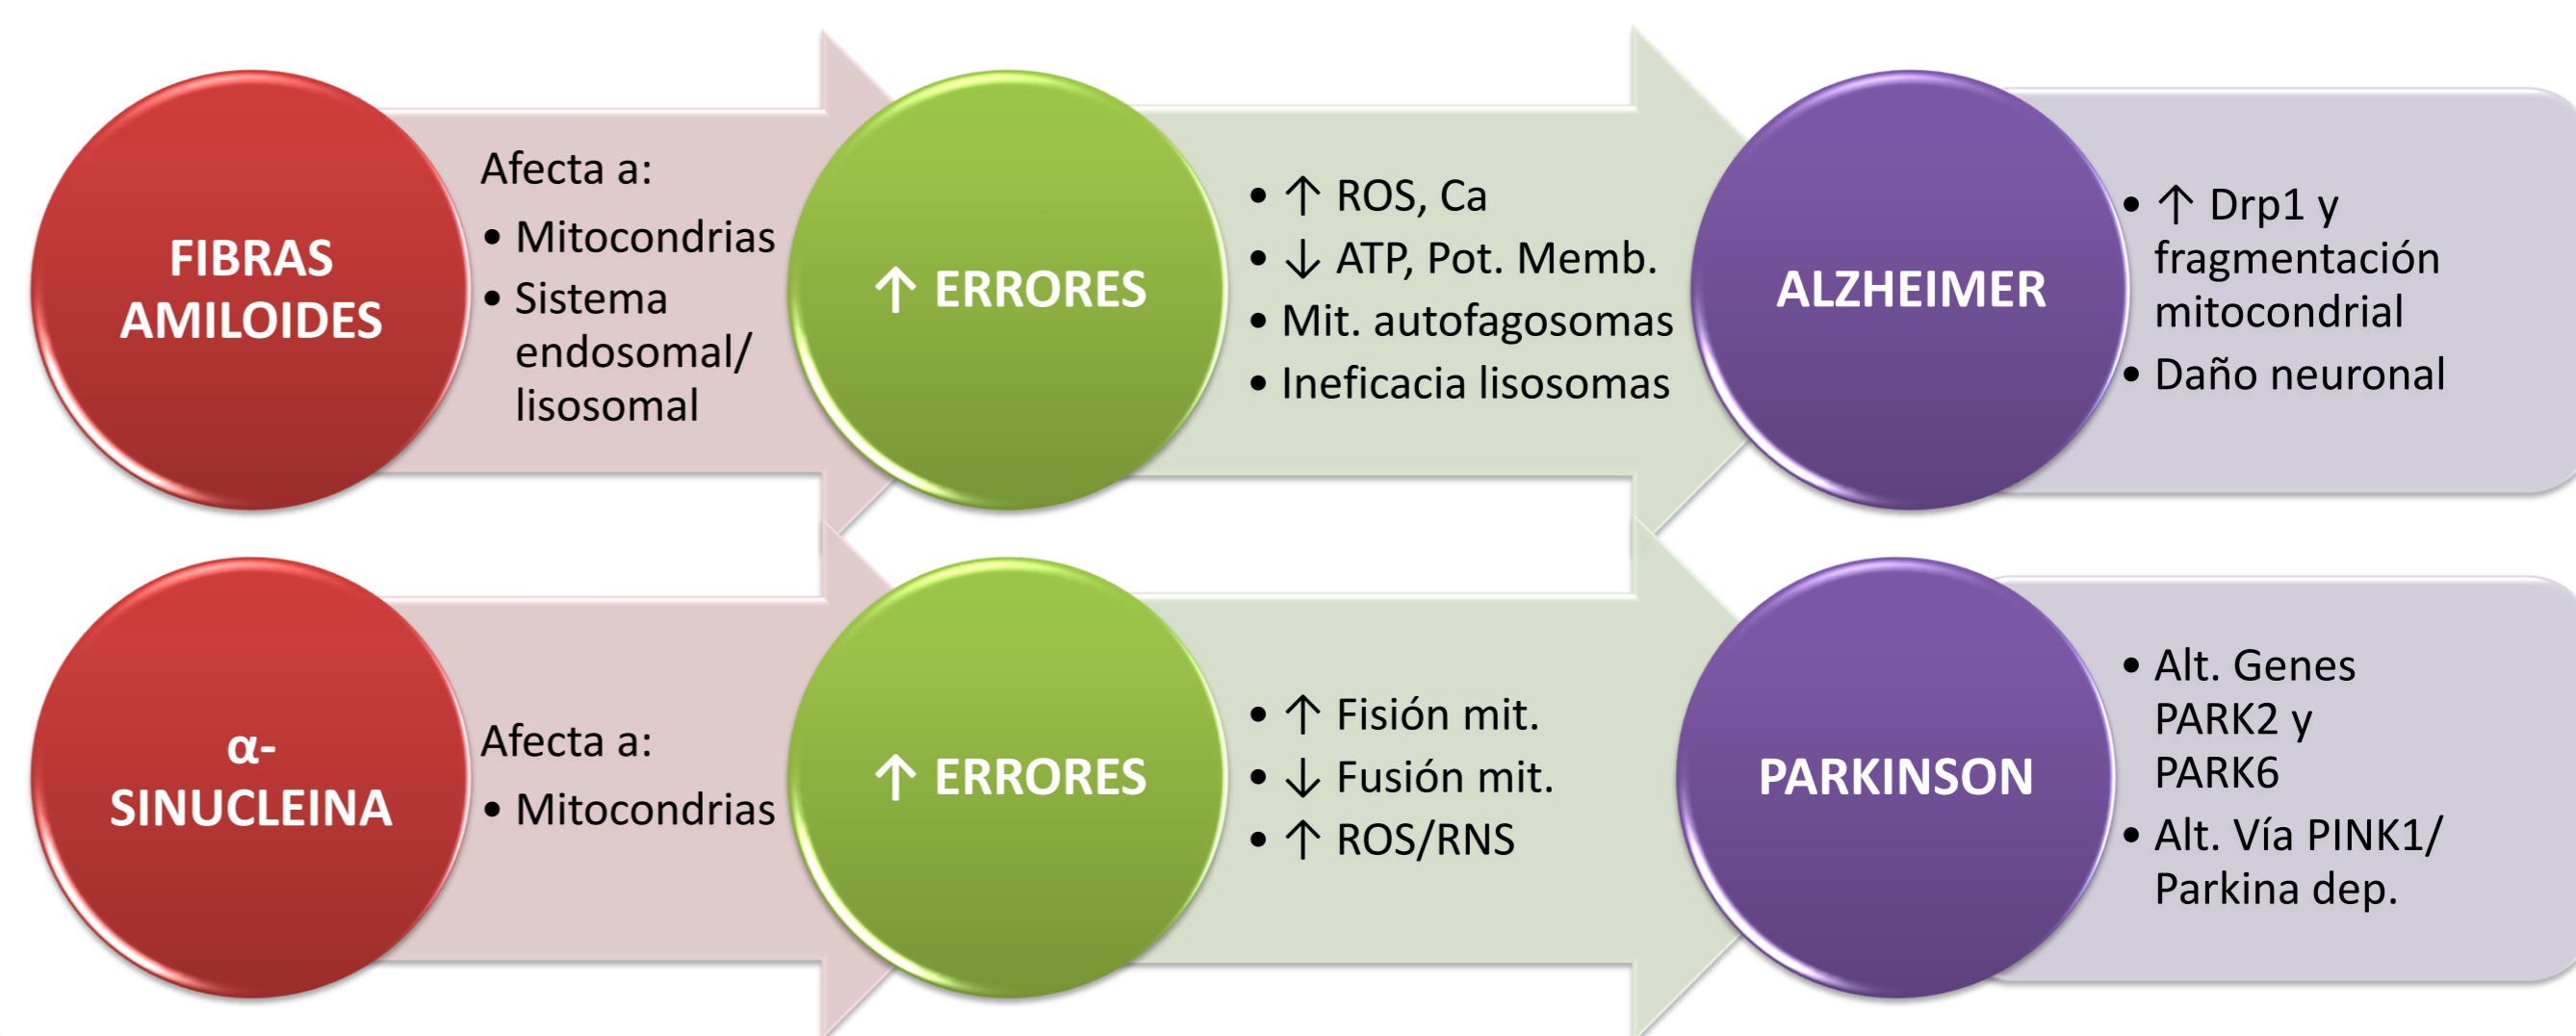 FIBRAS
AMILOIDES
Afecta a:
• Mitocondrias
• Sistema
endosomal/
lisosomal
↑ ERRORES
• ↑ ROS, Ca
• ↓ ATP, Pot. Memb.
• Mit. autofagosomas
• Ineficacia lisosomas
ALZHEIMER
• ↑ Drp1 y
fragmentación
mitocondrial
• Daño neuronal
α-
SINUCLEINA
Afecta a:
• Mitocondrias
↑ ERRORES
• ↑ Fisión mit.
• ↓ Fusión mit.
• ↑ ROS/RNS
PARKINSON
• Alt. Genes
PARK2 y
PARK6
• Alt. Vía PINK1/
Parkina dep.